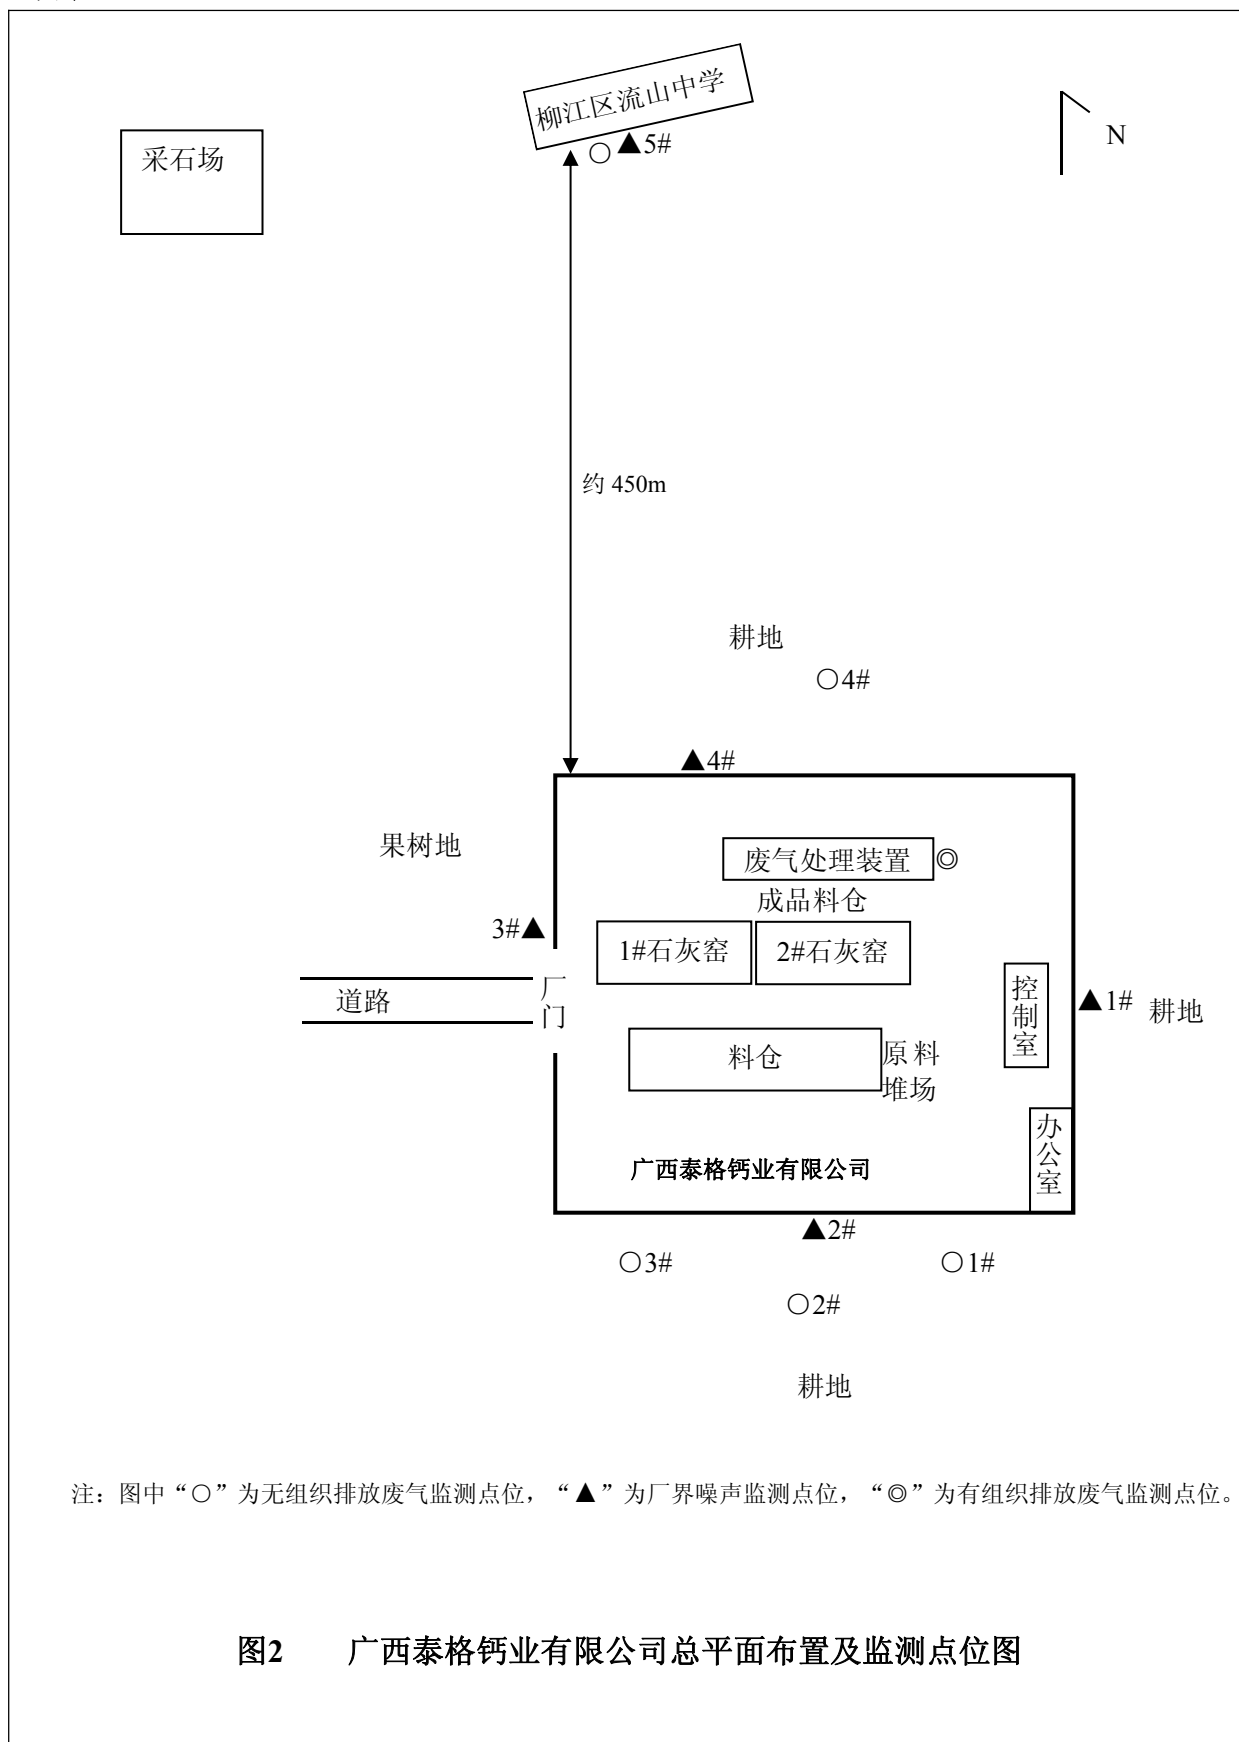 柳江区流山中学
采石场
○ ▲5#
N
约 450m
耕地
○4#
▲4#
果树地
废气处理装置◎
成品料仓
3#▲
1#石灰窑
2#石灰窑
道路
厂门
控制室
▲1# 耕地
料仓
原料
堆场
办公室
广西泰格钙业有限公司
▲2#
○3#
○1#
○2#
耕地
注：图中“○”为无组织排放废气监测点位，“▲”为厂界噪声监测点位，“◎”为有组织排放废气监测点位。
图2 广西泰格钙业有限公司总平面布置及监测点位图